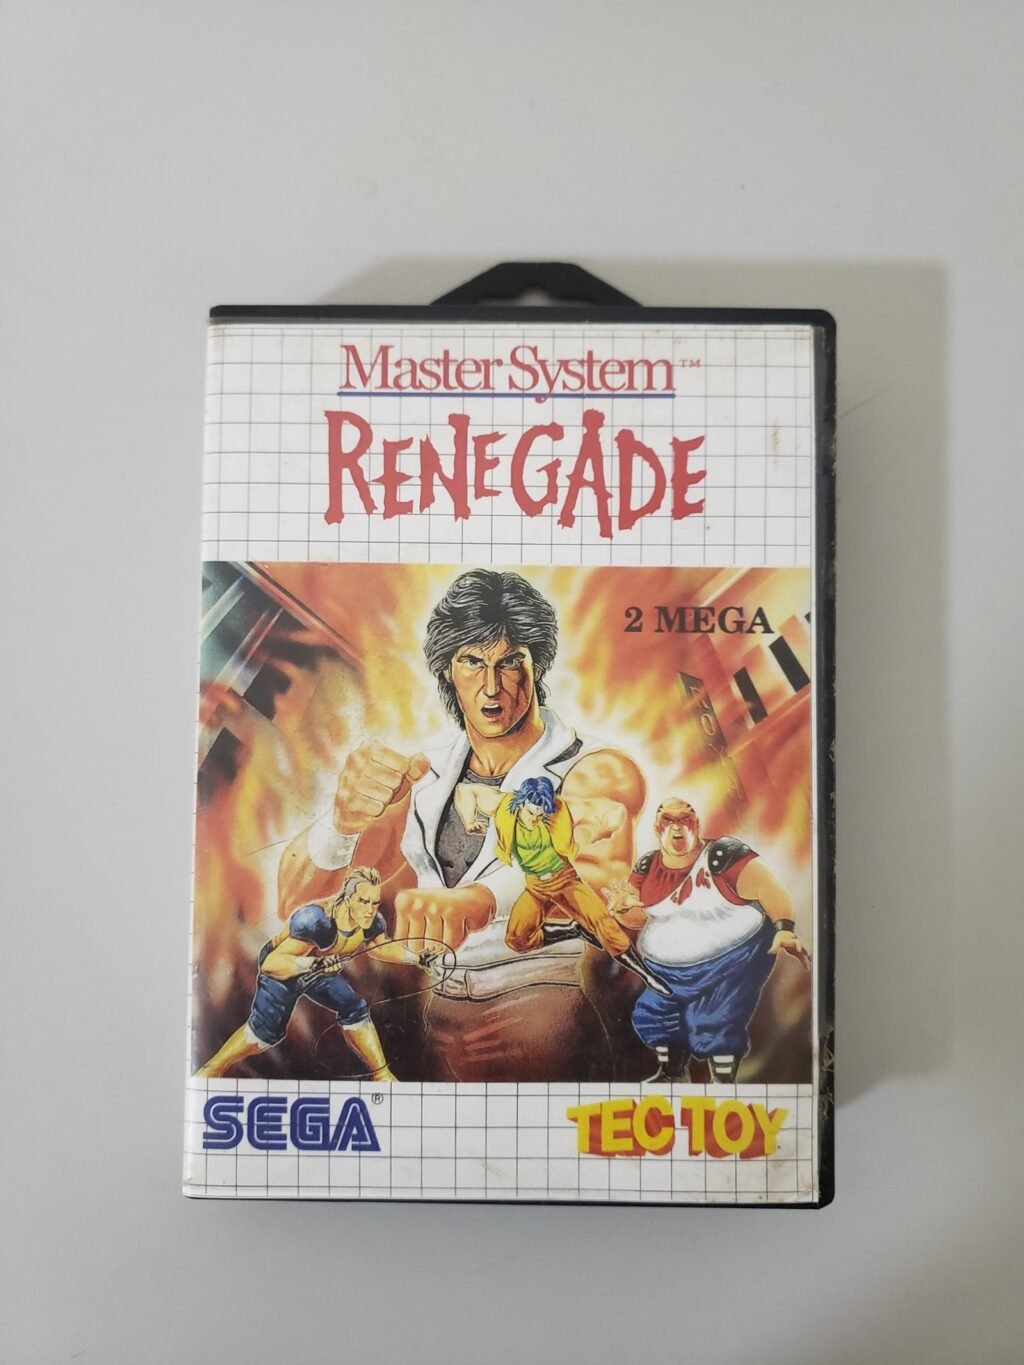 Master System™
RENEGADE
2 MEGA
SEGA®
TEC TOY